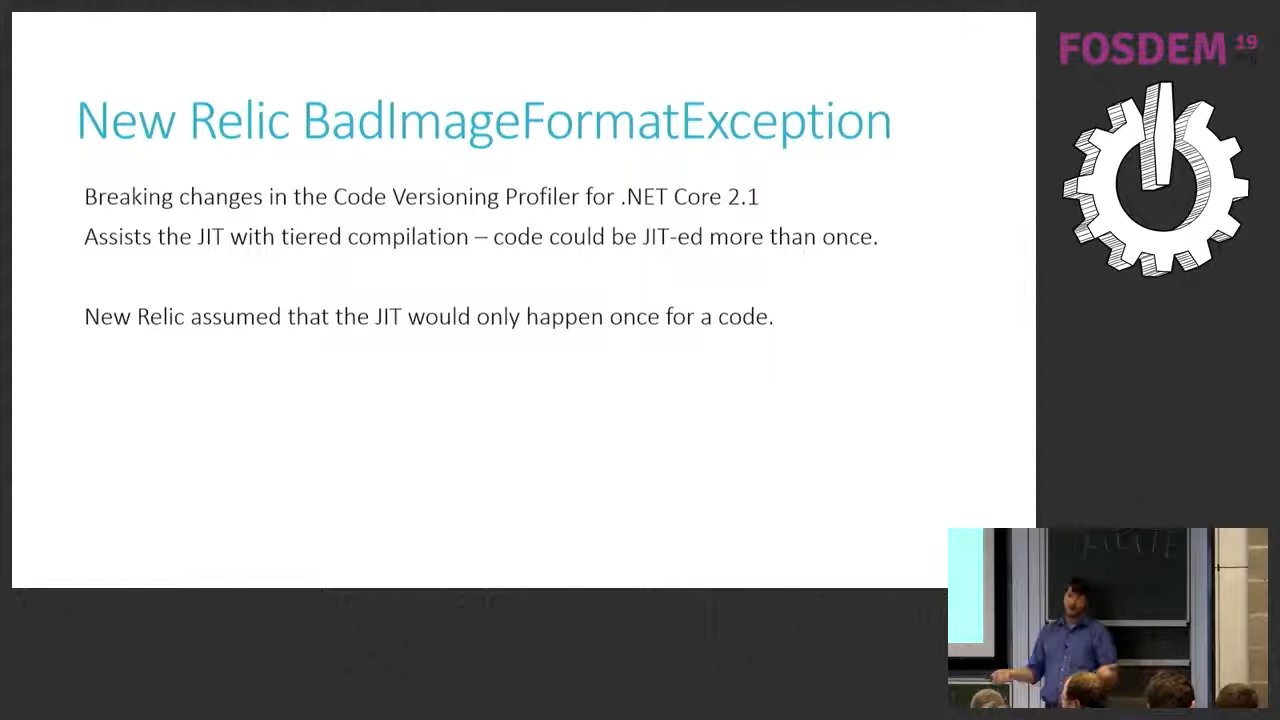 New Relic BadImageFormatException
Breaking changes in the Code Versioning Profiler for .NET Core 2.1
Assists the JIT with tiered compilation – code could be JIT-ed more than once.
New Relic assumed that the JIT would only happen once for a code.
FOSDEM 19